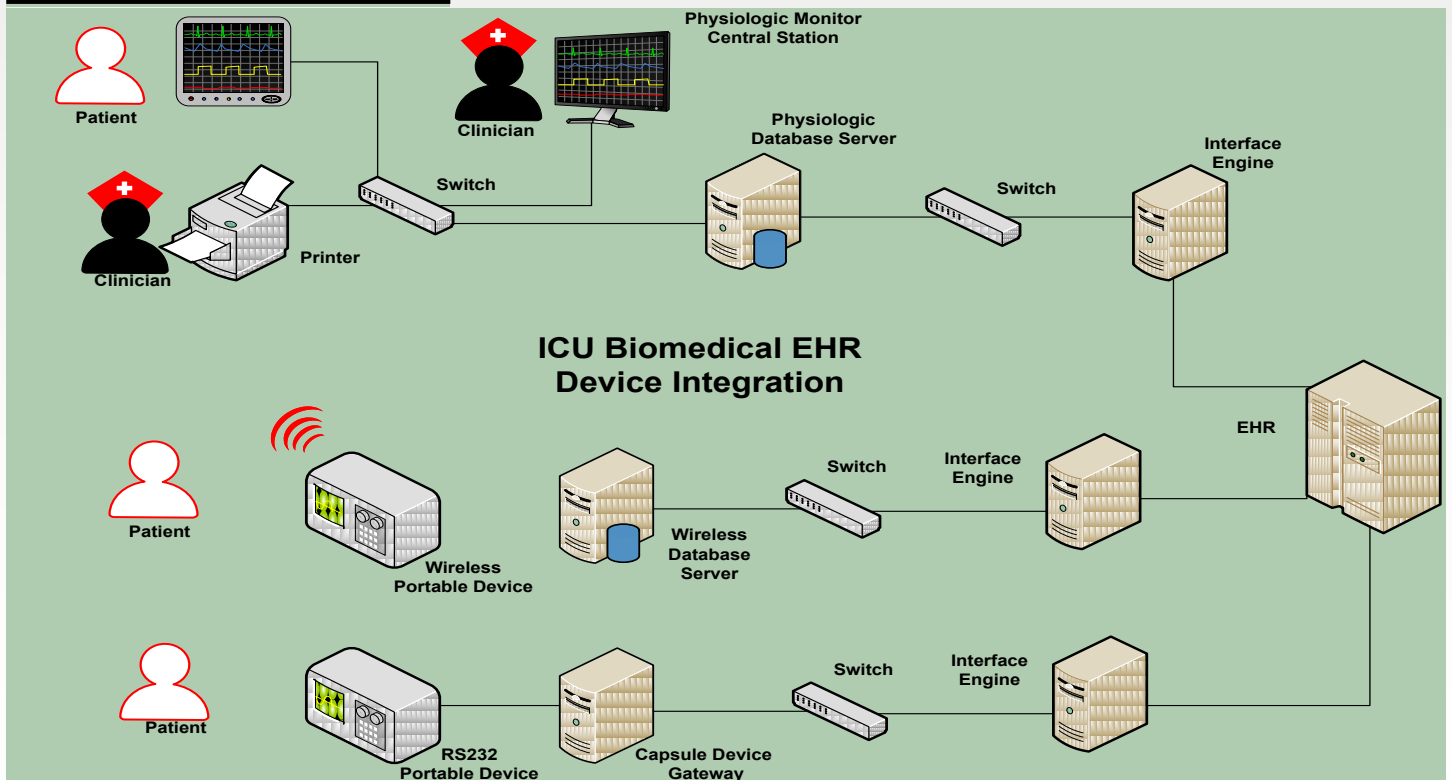 Physiologic Monitor
Central Station
Patient
Clinician
Physiologic
Database Server
Interface
Engine
Switch
Switch
Printer
Clinician
ICU Biomedical EHR
Device Integration
EHR
Patient
Wireless
Portable Device
Wireless
Database
Server
Switch
Interface
Engine
Patient
RS232
Portable Device
Capsule Device
Gateway
Switch
Interface
Engine